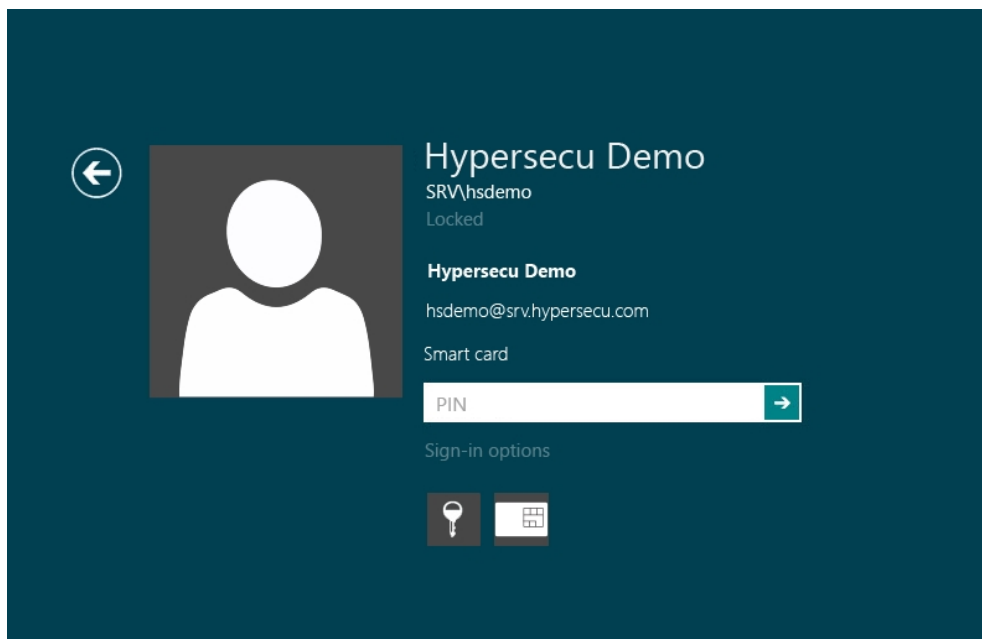 Hypersecu Demo
SRV\hsdemo
Locked
Hypersecu Demo
hsdemo@srv.hypersecu.com
Smart card
PIN
Sign-in options